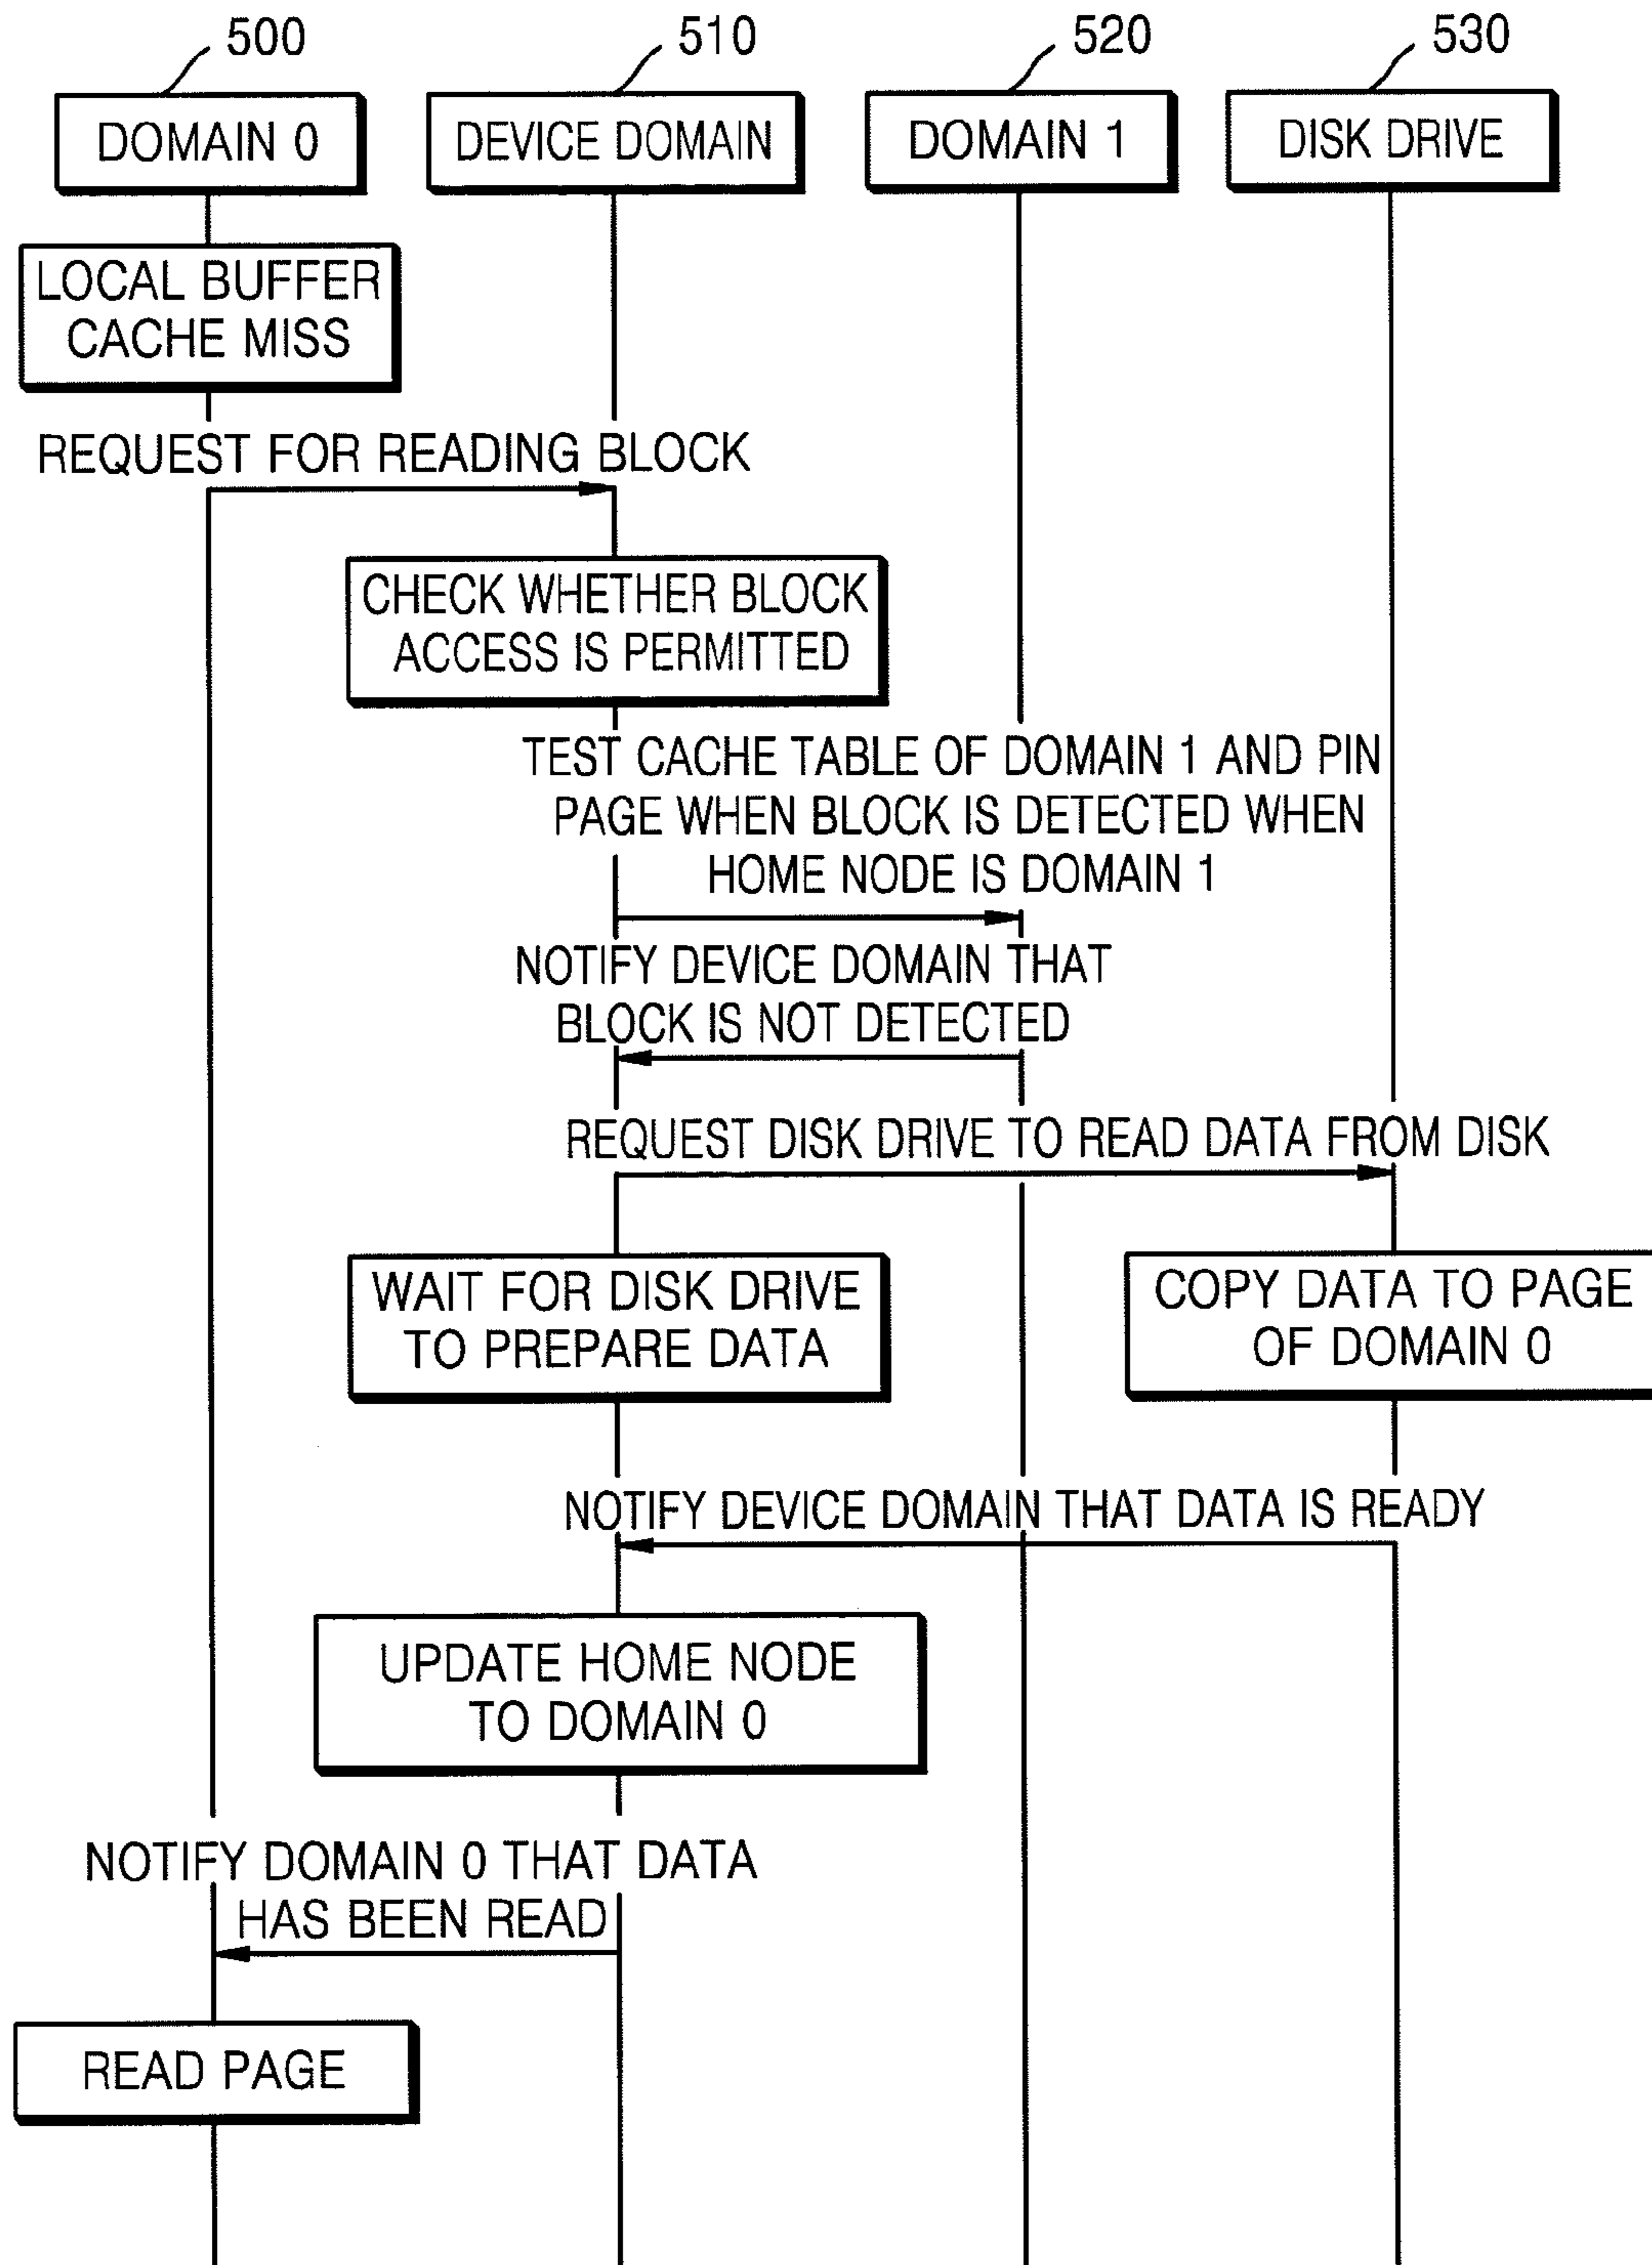 500
510
520
530
DOMAIN 0
DEVICE DOMAIN
DOMAIN 1
DISK DRIVE
LOCAL BUFFER
CACHE MISS
REQUEST FOR READING BLOCK
CHECK WHETHER BLOCK
ACCESS IS PERMITTED
TEST CACHE TABLE OF DOMAIN 1 AND PIN
PAGE WHEN BLOCK IS DETECTED WHEN
HOME NODE IS DOMAIN 1
NOTIFY DEVICE DOMAIN THAT
BLOCK IS NOT DETECTED
REQUEST DISK DRIVE TO READ DATA FROM DISK
WAIT FOR DISK DRIVE
TO PREPARE DATA
COPY DATA TO PAGE
OF DOMAIN 0
NOTIFY DEVICE DOMAIN THAT DATA IS READY
UPDATE HOME NODE
TO DOMAIN 0
NOTIFY DOMAIN 0 THAT DATA
HAS BEEN READ
READ PAGE